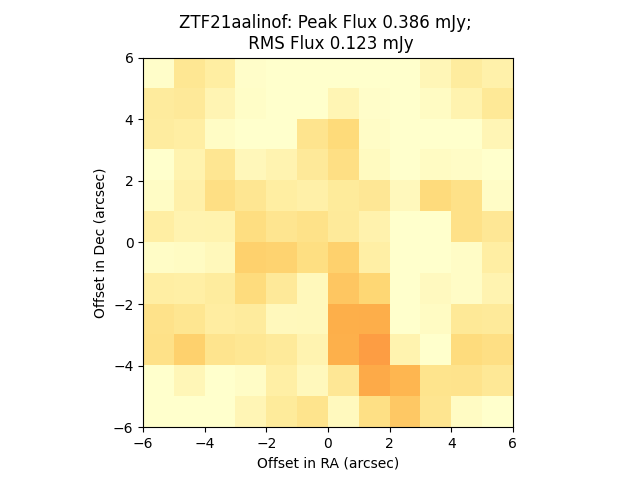 ZTF21aalinof: Peak Flux 0.386 mJy;
RMS Flux 0.123 mJy
6
4
2
0
−2
−4
−6
Offset in Dec (arcsec)
−6 −4 −2 0 2 4 6
Offset in RA (arcsec)